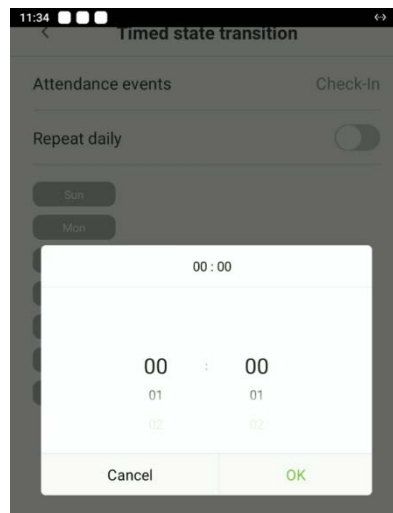 11:34
Timed state transition
Attendance events Check-In
Repeat daily
Sun
Mon
00 : 00
00 : 00
01 01
02 02
Cancel OK